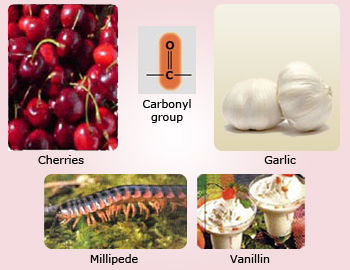 O
C
Carbonyl
group
Cherries
Garlic
Millipede
Vanillin